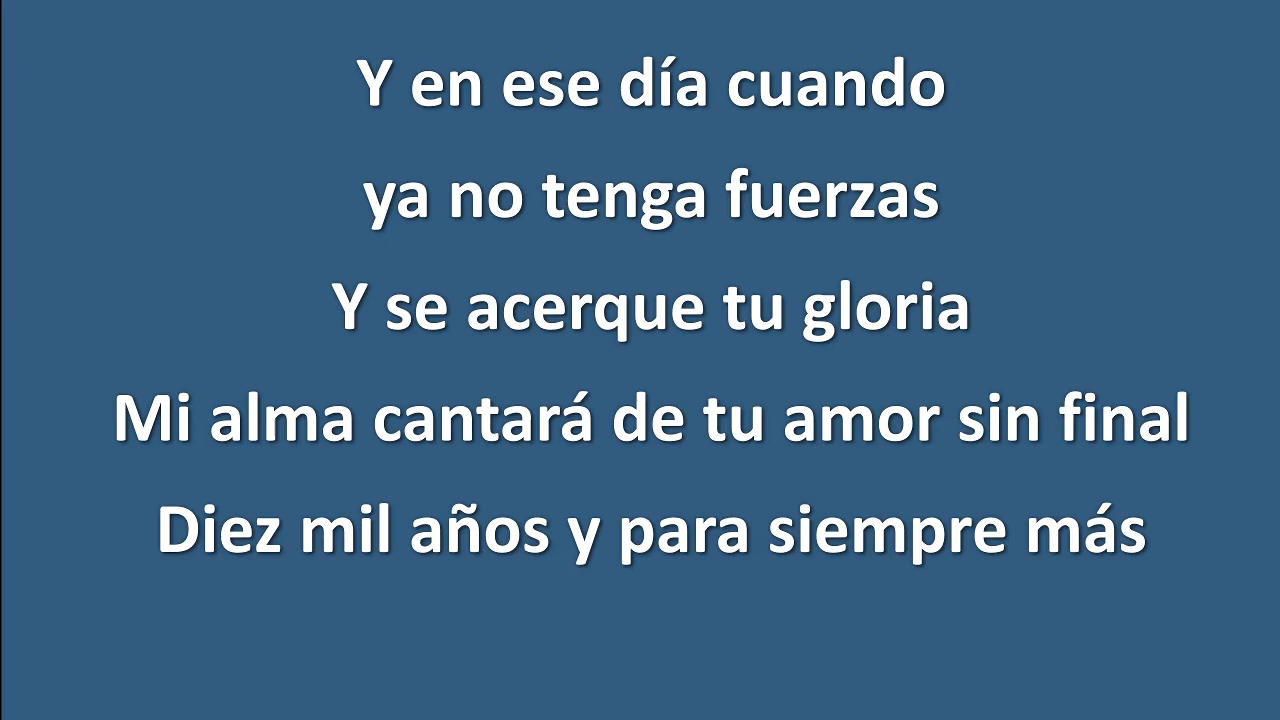 Y en ese día cuando
ya no tenga fuerzas
Y se acerque tu gloria
Mi alma cantará de tu amor sin final
Diez mil años y para siempre más